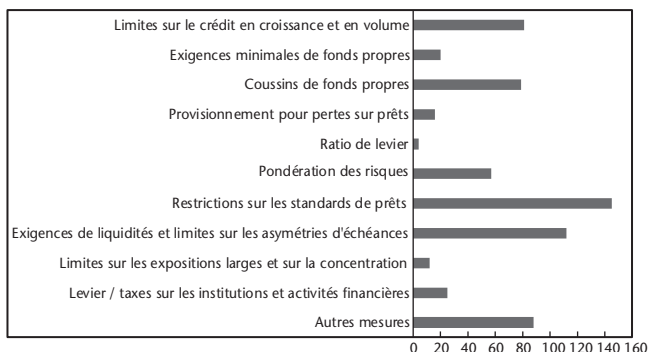 Limites sur le crédit en croissance et en volume
Exigences minimales de fonds propres
Coussins de fonds propres
Provisionnement pour pertes sur prêts
Ratio de levier
Pondération des risques
Restrictions sur les standards de prêts
Exigences de liquidités et limites sur les asymétries d'échéances
Limites sur les expositions larges et sur la concentration
Levier / taxes sur les institutions et activités financières
Autres mesures
0 20 40 60 80 100 120 140 160